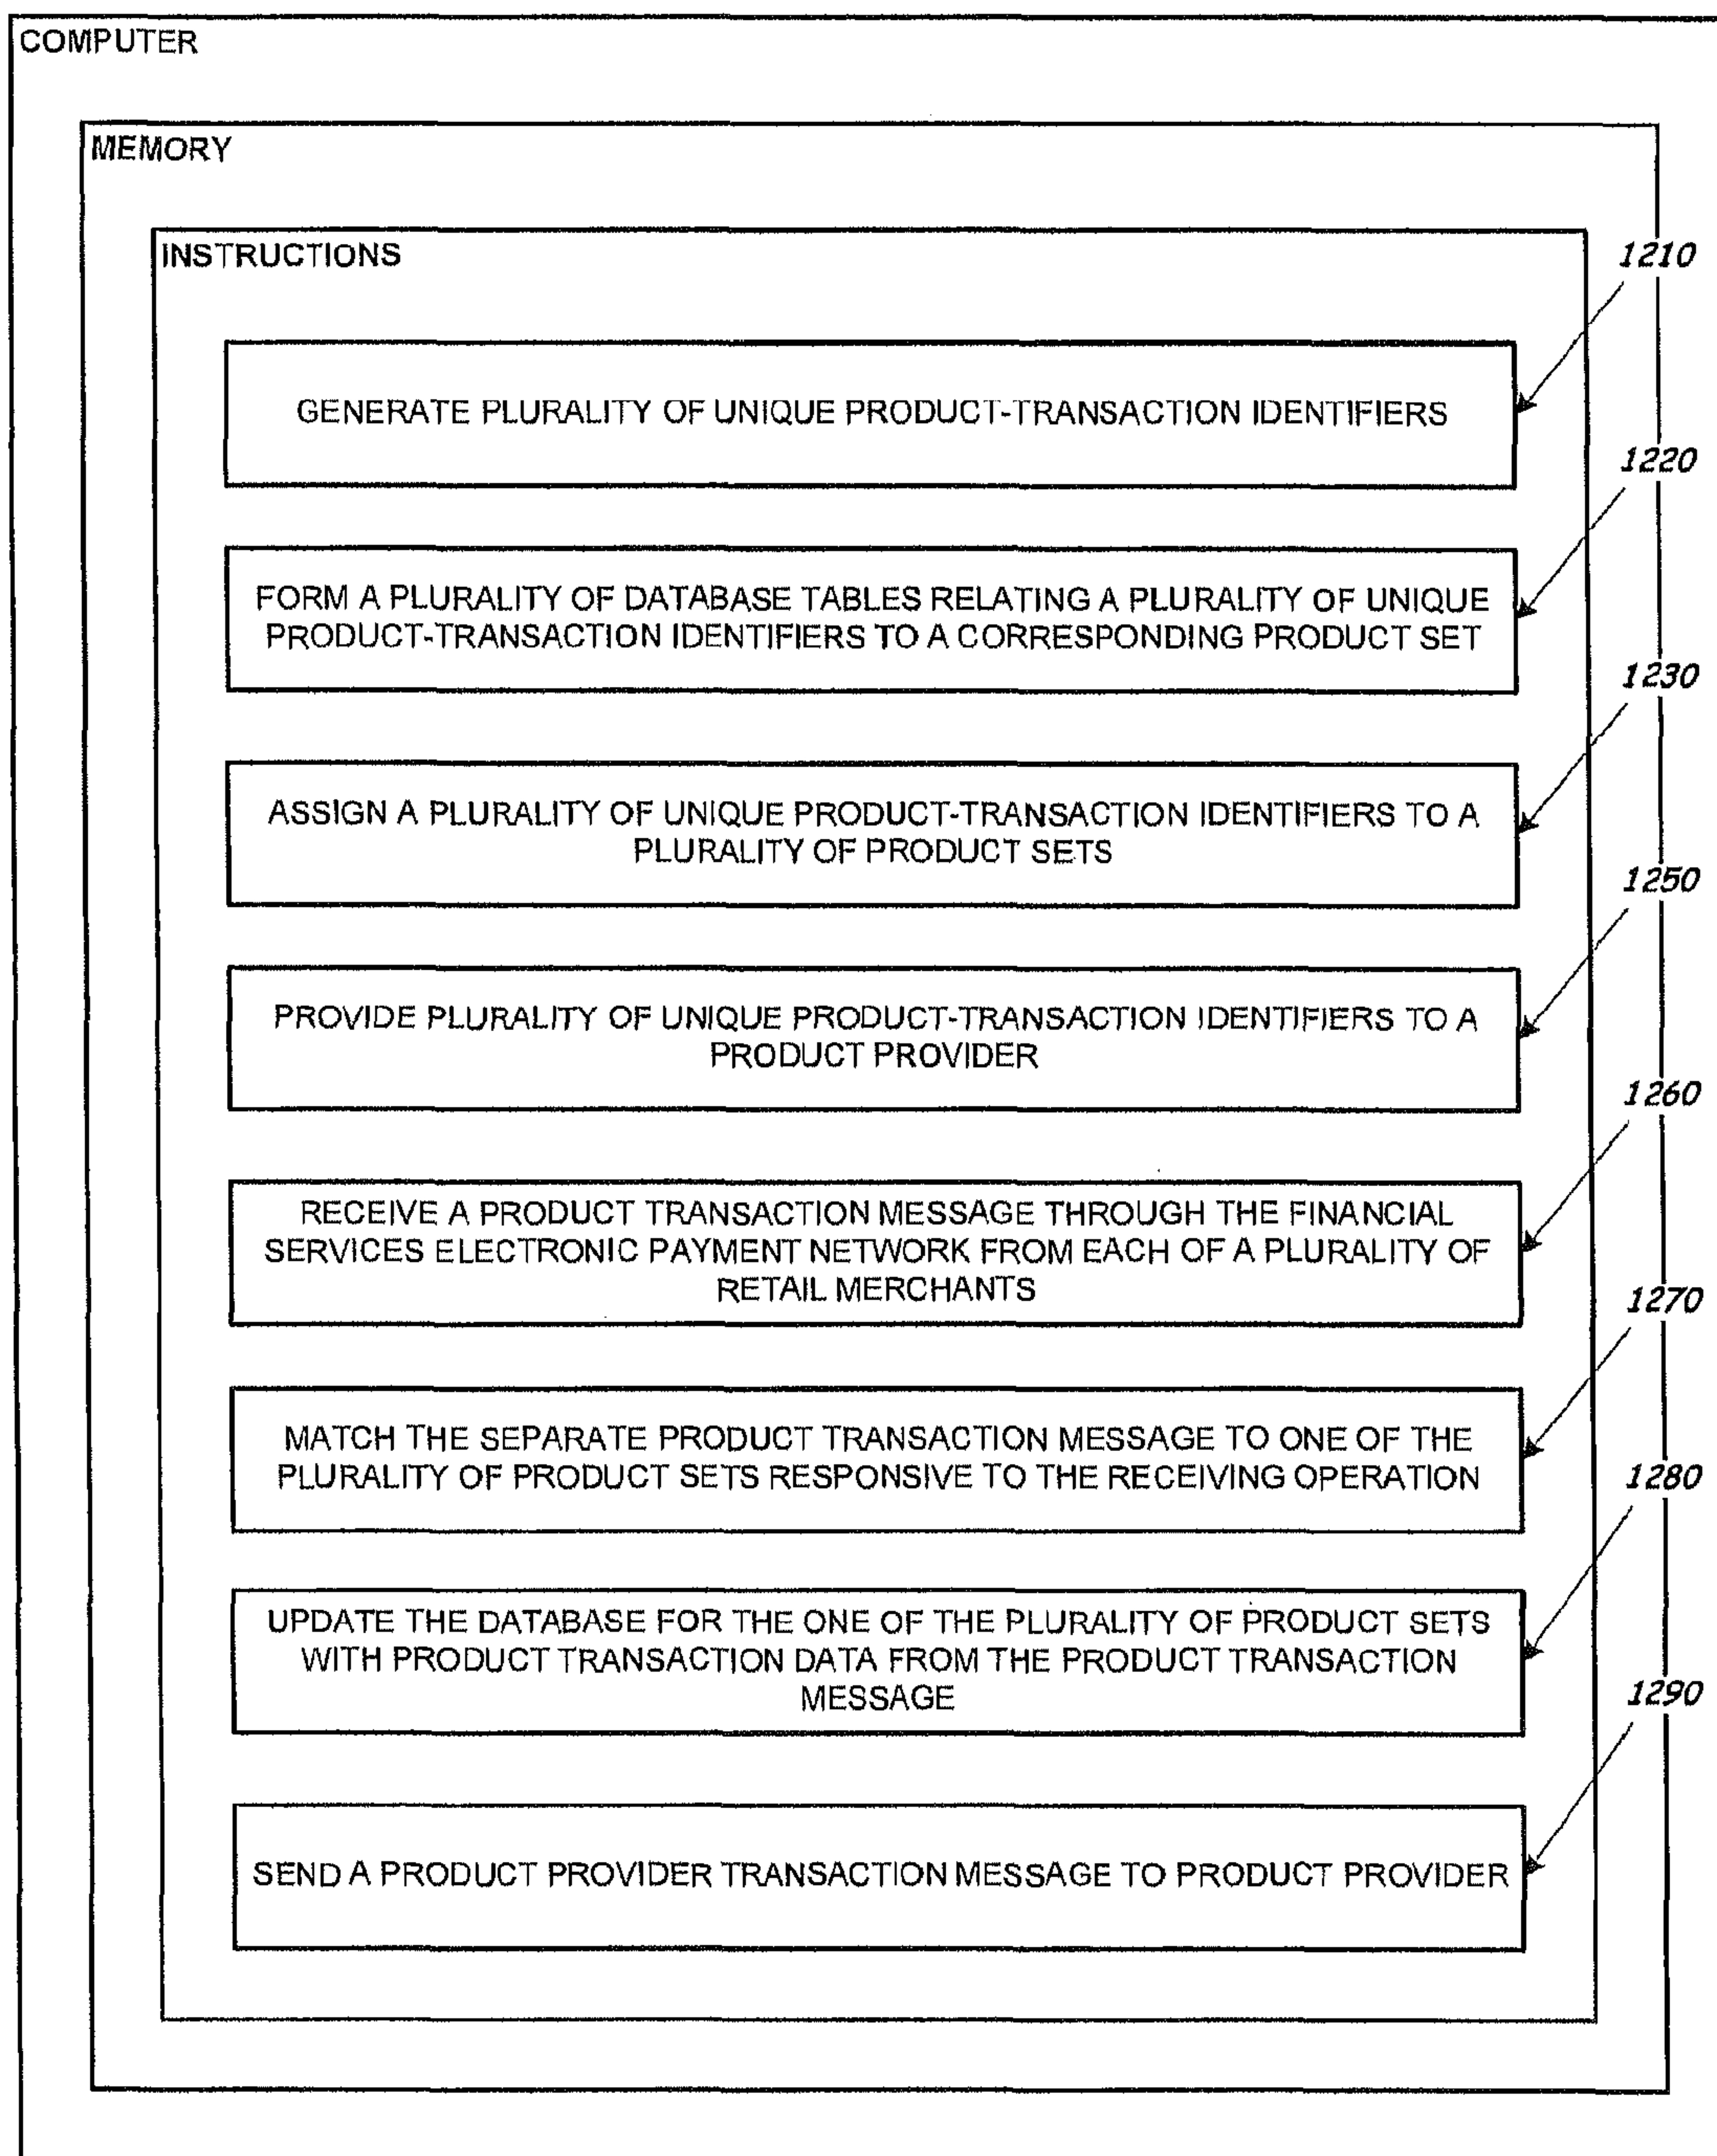 COMPUTER
MEMORY
INSTRUCTIONS
1210
GENERATE PLURALITY OF UNIQUE PRODUCT-TRANSACTION IDENTIFIERS
1220
FORM A PLURALITY OF DATABASE TABLES RELATING A PLURALITY OF UNIQUE
PRODUCT-TRANSACTION IDENTIFIERS TO A CORRESPONDING PRODUCT SET
1230
ASSIGN A PLURALITY OF UNIQUE PRODUCT-TRANSACTION IDENTIFIERS TO A
PLURALITY OF PRODUCT SETS
1250
PROVIDE PLURALITY OF UNIQUE PRODUCT-TRANSACTION IDENTIFIERS TO A
PRODUCT PROVIDER
1260
RECEIVE A PRODUCT TRANSACTION MESSAGE THROUGH THE FINANCIAL
SERVICES ELECTRONIC PAYMENT NETWORK FROM EACH OF A PLURALITY OF
RETAIL MERCHANTS
1270
MATCH THE SEPARATE PRODUCT TRANSACTION MESSAGE TO ONE OF THE
PLURALITY OF PRODUCT SETS RESPONSIVE TO THE RECEIVING OPERATION
1280
UPDATE THE DATABASE FOR THE ONE OF THE PLURALITY OF PRODUCT SETS
WITH PRODUCT TRANSACTION DATA FROM THE PRODUCT TRANSACTION
MESSAGE
1290
SEND A PRODUCT PROVIDER TRANSACTION MESSAGE TO PRODUCT PROVIDER